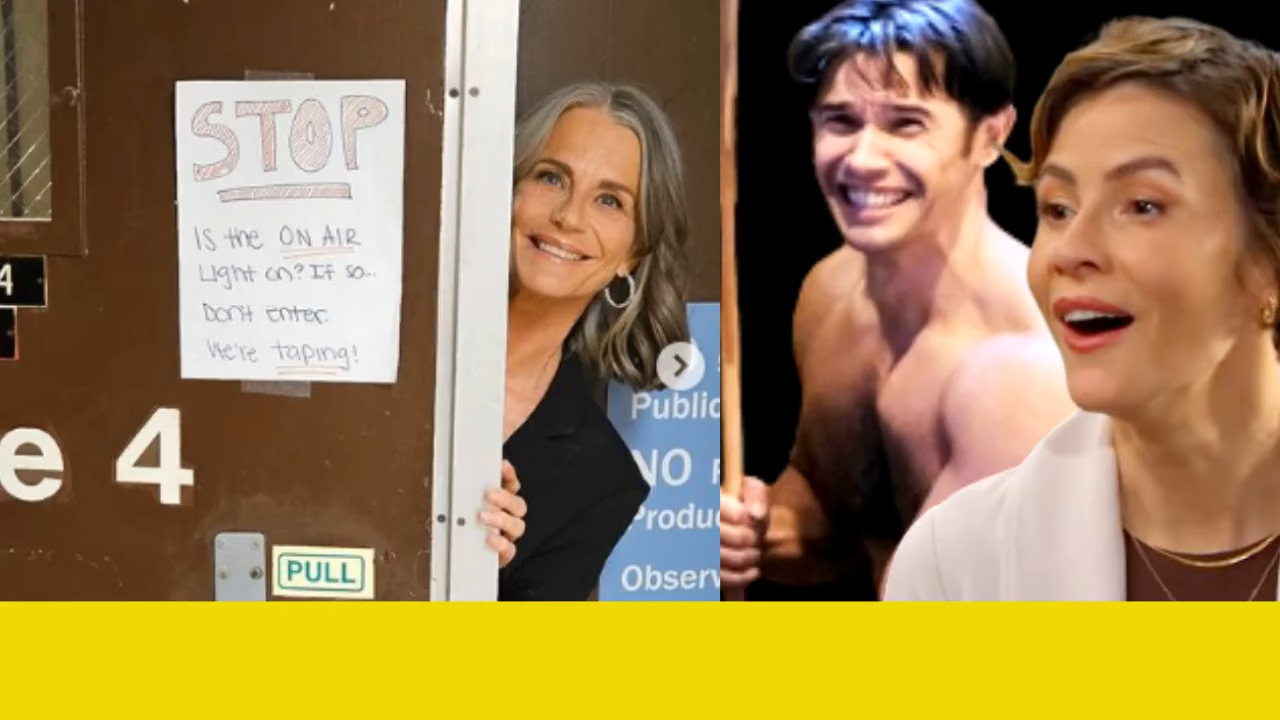 STOP
Is the ON AIR
Light on? If so...
Don't enter.
We're taping!
4
e 4
PULL
Public
NO
Produc
Observ